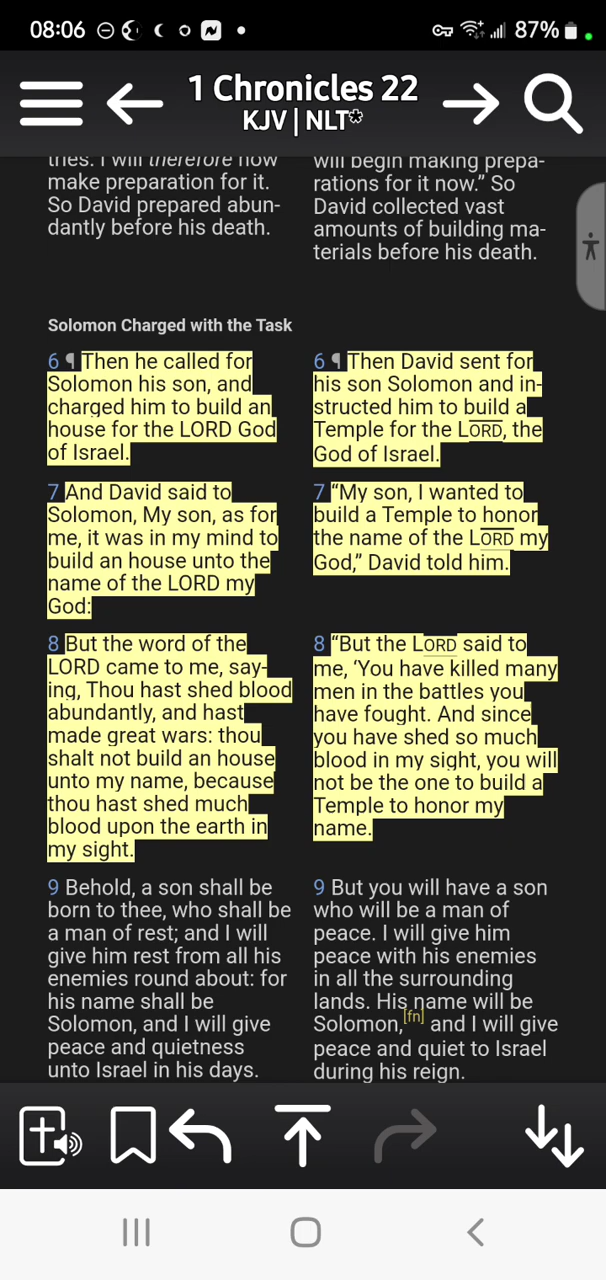 08:06
87%
1 Chronicles 22
KJV | NLT*
tries. I will therefore now
make preparation for it.
So David prepared abun-
dantly before his death.
will begin making prepa-
rations for it now.” So
David collected vast
amounts of building ma-
terials before his death.
Solomon Charged with the Task
6 ¶ Then he called for
Solomon his son, and
charged him to build an
house for the LORD God
of Israel.
6 ¶ Then David sent for
his son Solomon and in-
structed him to build a
Temple for the LORD, the
God of Israel.
7 And David said to
Solomon, My son, as for
me, it was in my mind to
build an house unto the
name of the LORD my
God:
7 “My son, I wanted to
build a Temple to honor
the name of the LORD my
God,” David told him.
8 But the word of the
LORD came to me, say-
ing, Thou hast shed blood
abundantly, and hast
made great wars: thou
shalt not build an house
unto my name, because
thou hast shed much
blood upon the earth in
my sight.
8 “But the LORD said to
me, ‘You have killed many
men in the battles you
have fought. And since
you have shed so much
blood in my sight, you will
not be the one to build a
Temple to honor my
name.
9 Behold, a son shall be
born to thee, who shall be
a man of rest; and I will
give him rest from all his
enemies round about: for
his name shall be
Solomon, and I will give
peace and quietness
unto Israel in his days.
9 But you will have a son
who will be a man of
peace. I will give him
peace with his enemies
in all the surrounding
lands. His name will be
Solomon,[fn] and I will give
peace and quiet to Israel
during his reign.